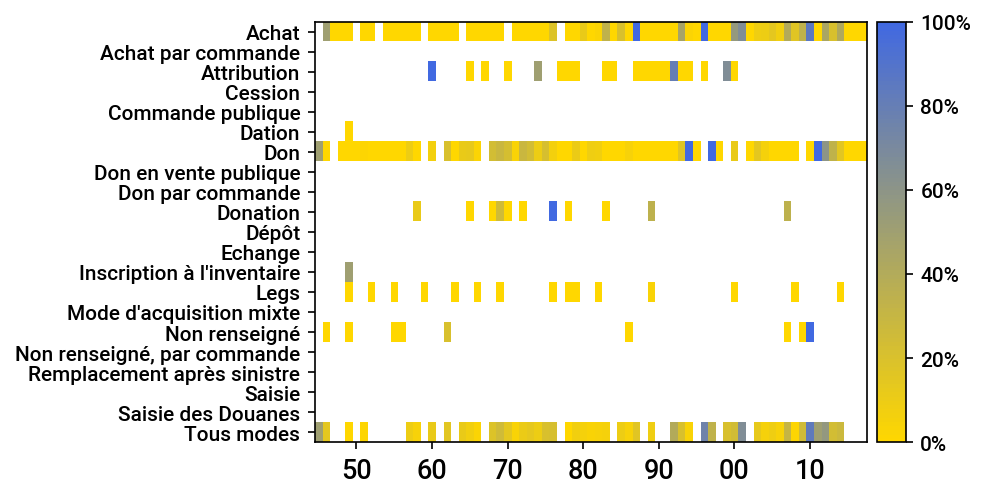 Achat
Achat par commande
Attribution
Cession
Commande publique
Dation
Don
Don en vente publique
Don par commande
Donation
Dépôt
Echange
Inscription à l'inventaire
Legs
Mode d'acquisition mixte
Non renseigné
Non renseigné, par commande
Remplacement après sinistre
Saisie
Saisie des Douanes
Tous modes
50 60 70 80 90 00 10
100%
80%
60%
40%
20%
0%